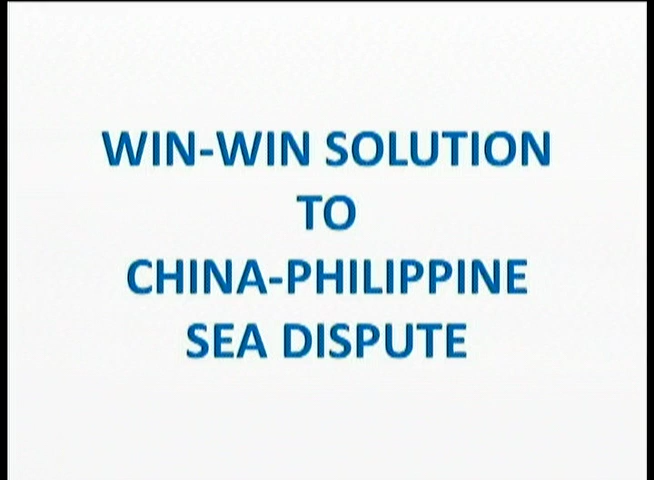 WIN-WIN SOLUTION
TO
CHINA-PHILIPPINE
SEA DISPUTE